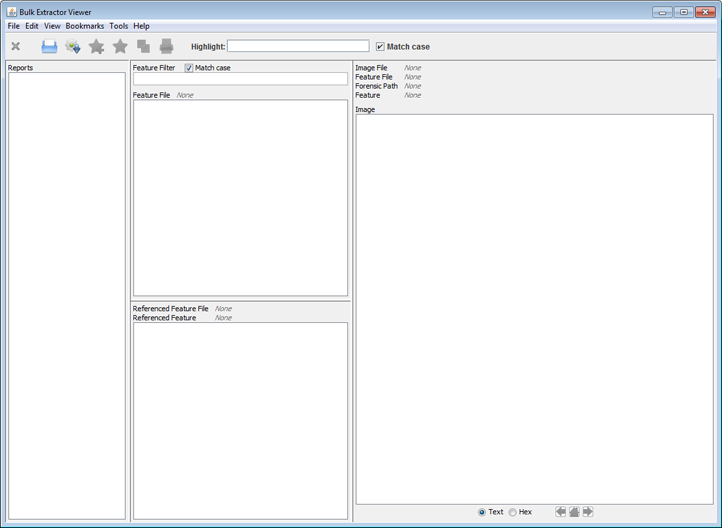 Bulk Extractor Viewer
File Edit View Bookmarks Tools Help
Highlight: Match case
Reports
Feature Filter Match case
Feature File None
Referenced Feature File None
Referenced Feature None
Image File None
Feature File None
Forensic Path None
Feature None
Image
Text Hex